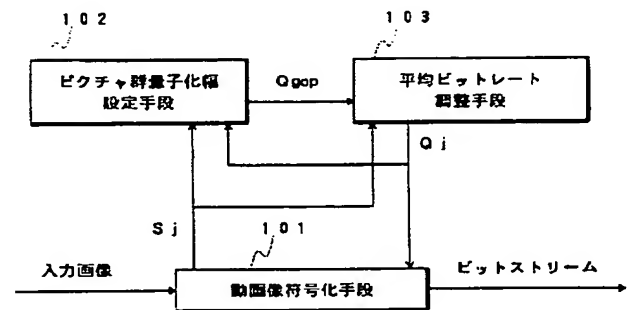 102
103
ピクチャ群量子化幅
設定手段
Qgop
平均ビットレート
調整手段
Qj
Sj
101
入力画像
動画像符号化手段
ビットストリーム